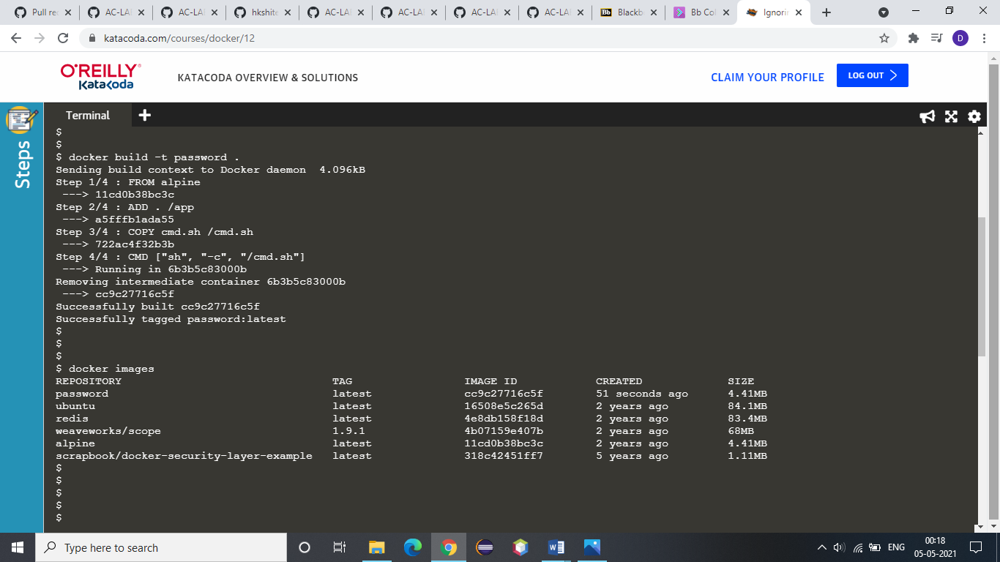 Pull re
AC-LA
AC-LA
hkshite
AC-LA
AC-LA
AC-LA
AC-LA
Bb Blackb
Bb Col
Ignorin
katacoda.com/courses/docker/12
D
O'REILLY®
Katacoda
KATACODA OVERVIEW & SOLUTIONS
CLAIM YOUR PROFILE
LOG OUT
Steps
Terminal
$
$
$ docker build -t password .
Sending build context to Docker daemon  4.096kB
Step 1/4 : FROM alpine
 ---> 11cd0b38bc3c
Step 2/4 : ADD . /app
 ---> a5fffb1ada55
Step 3/4 : COPY cmd.sh /cmd.sh
 ---> 722ac4f32b3b
Step 4/4 : CMD ["sh", "-c", "/cmd.sh"]
 ---> Running in 6b3b5c83000b
Removing intermediate container 6b3b5c83000b
 ---> cc9c27716c5f
Successfully built cc9c27716c5f
Successfully tagged password:latest
$
$
$
$ docker images
REPOSITORY TAG IMAGE ID CREATED SIZE
password latest cc9c27716c5f 51 seconds ago 4.41MB
ubuntu latest 16508e5c265d 2 years ago 84.1MB
redis latest 4e8db158f18d 2 years ago 83.4MB
weaveworks/scope 1.9.1 4b07159e407b 2 years ago 68MB
alpine latest 11cd0b38bc3c 2 years ago 4.41MB
scrapbook/docker-security-layer-example latest 318c42451ff7 5 years ago 1.11MB
$
$
$
$
$
Type here to search
ENG
00:18
05-05-2021